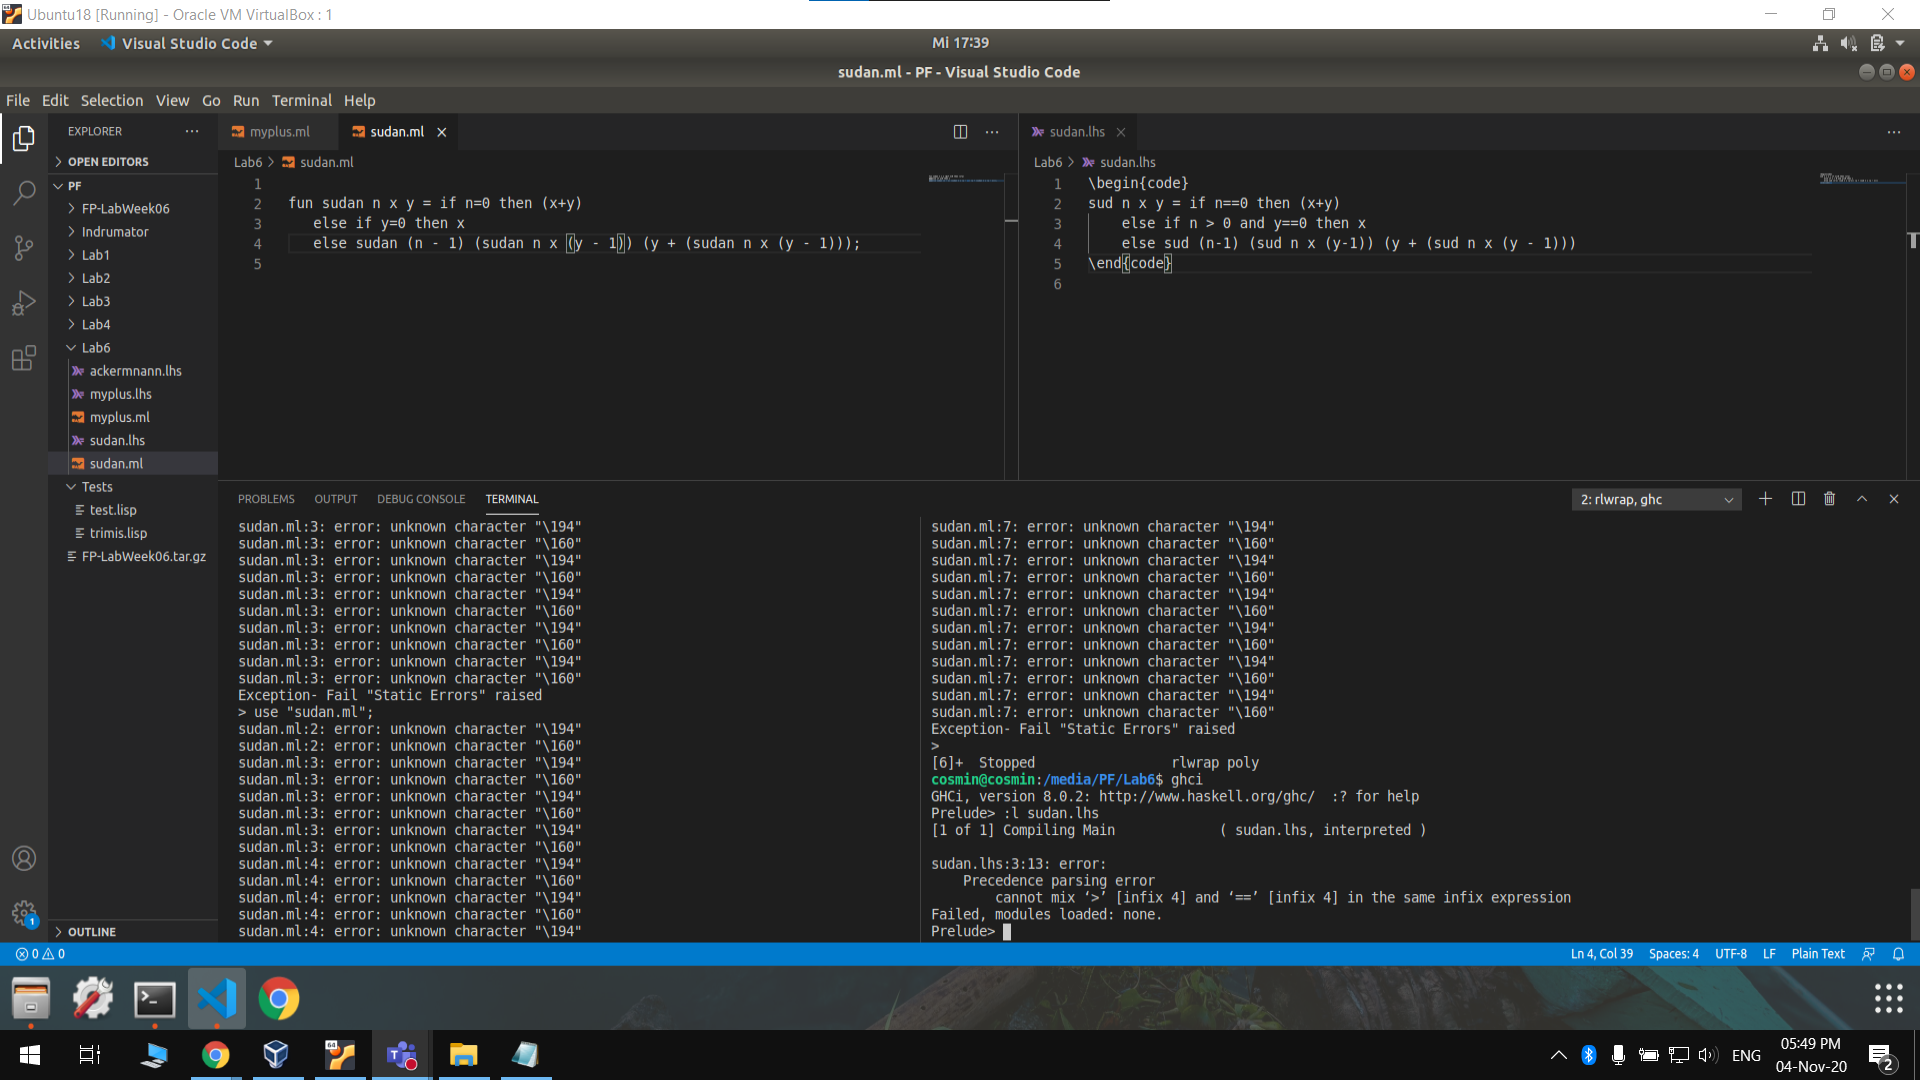 Ubuntu18 [Running] - Oracle VM VirtualBox : 1
Activities Visual Studio Code Mi 17:39
sudan.ml - PF - Visual Studio Code
File Edit Selection View Go Run Terminal Help
EXPLORER
OPEN EDITORS
PF
FP-LabWeek06
Indrumator
Lab1
Lab2
Lab3
Lab4
Lab6
ackermnann.lhs
myplus.lhs
myplus.ml
sudan.lhs
sudan.ml
Tests
test.lisp
trimis.lisp
FP-LabWeek06.tar.gz
OUTLINE
myplus.ml sudan.ml
Lab6 > sudan.ml
1
2 fun sudan n x y = if n=0 then (x+y)
3 else if y=0 then x
4 else sudan (n - 1) (sudan n x (y - 1)) (y + (sudan n x (y - 1)));
5
sudan.lhs
Lab6 > sudan.lhs
1 \begin{code}
2 sud n x y = if n==0 then (x+y)
3 else if n > 0 and y==0 then x
4 else sud (n-1) (sud n x (y-1)) (y + (sud n x (y - 1)))
5 \end{code}
6
PROBLEMS OUTPUT DEBUG CONSOLE TERMINAL 2: rlwrap, ghc
sudan.ml:3: error: unknown character "\194"
sudan.ml:3: error: unknown character "\160"
sudan.ml:3: error: unknown character "\194"
sudan.ml:3: error: unknown character "\160"
sudan.ml:3: error: unknown character "\194"
sudan.ml:3: error: unknown character "\160"
sudan.ml:3: error: unknown character "\194"
sudan.ml:3: error: unknown character "\160"
sudan.ml:3: error: unknown character "\194"
sudan.ml:3: error: unknown character "\160"
Exception- Fail "Static Errors" raised
> use "sudan.ml";
sudan.ml:2: error: unknown character "\194"
sudan.ml:2: error: unknown character "\160"
sudan.ml:3: error: unknown character "\194"
sudan.ml:3: error: unknown character "\160"
sudan.ml:3: error: unknown character "\194"
sudan.ml:3: error: unknown character "\160"
sudan.ml:3: error: unknown character "\194"
sudan.ml:3: error: unknown character "\160"
sudan.ml:4: error: unknown character "\194"
sudan.ml:4: error: unknown character "\160"
sudan.ml:4: error: unknown character "\194"
sudan.ml:4: error: unknown character "\160"
sudan.ml:4: error: unknown character "\194"
sudan.ml:7: error: unknown character "\194"
sudan.ml:7: error: unknown character "\160"
sudan.ml:7: error: unknown character "\194"
sudan.ml:7: error: unknown character "\160"
sudan.ml:7: error: unknown character "\194"
sudan.ml:7: error: unknown character "\160"
sudan.ml:7: error: unknown character "\194"
sudan.ml:7: error: unknown character "\160"
sudan.ml:7: error: unknown character "\194"
sudan.ml:7: error: unknown character "\160"
sudan.ml:7: error: unknown character "\194"
sudan.ml:7: error: unknown character "\160"
Exception- Fail "Static Errors" raised
>
[6]+ Stopped rlwrap poly
cosmin@cosmin:/media/PF/Lab6$ ghci
GHCi, version 8.0.2: http://www.haskell.org/ghc/ :? for help
Prelude> :l sudan.lhs
[1 of 1] Compiling Main ( sudan.lhs, interpreted )
sudan.lhs:3:13: error:
Precedence parsing error
cannot mix ‘>’ [infix 4] and ‘==’ [infix 4] in the same infix expression
Failed, modules loaded: none.
Prelude>
1
0 0 Ln 4, Col 39 Spaces: 4 UTF-8 LF Plain Text
64
ENG
05:49 PM
04-Nov-20
2